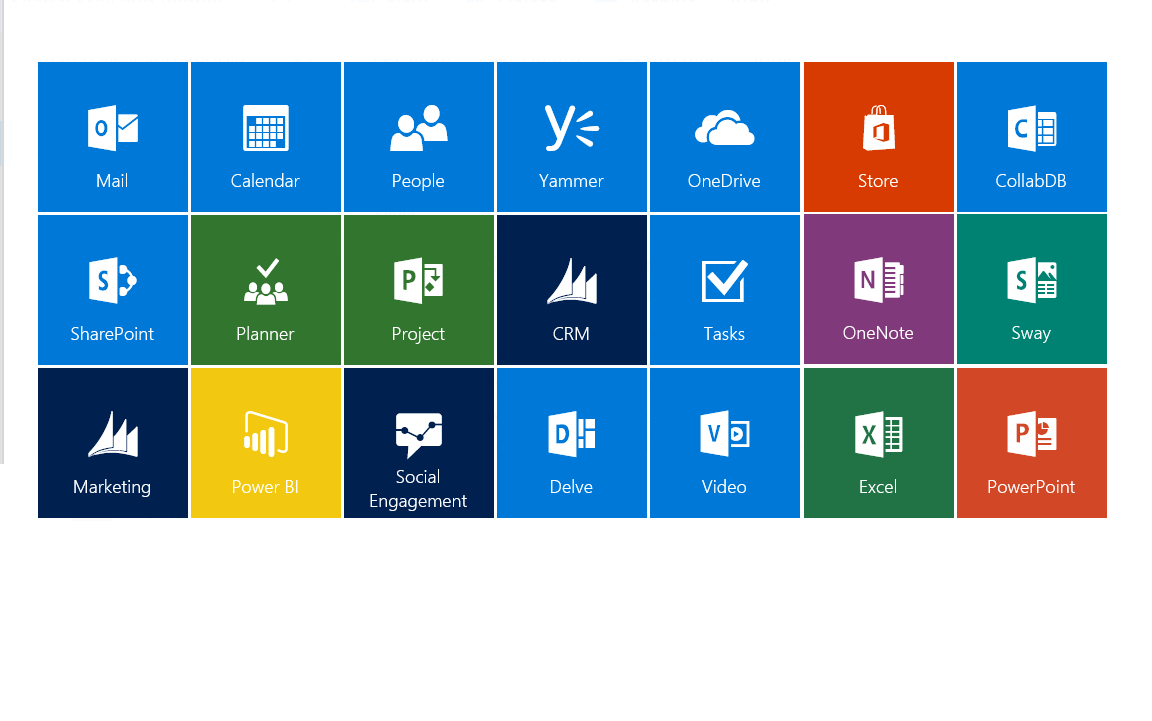 Mail
Calendar
People
Yammer
OneDrive
Store
CollabDB
SharePoint
Planner
Project
CRM
Tasks
OneNote
Sway
Marketing
Power BI
Social
Engagement
Delve
Video
Excel
PowerPoint